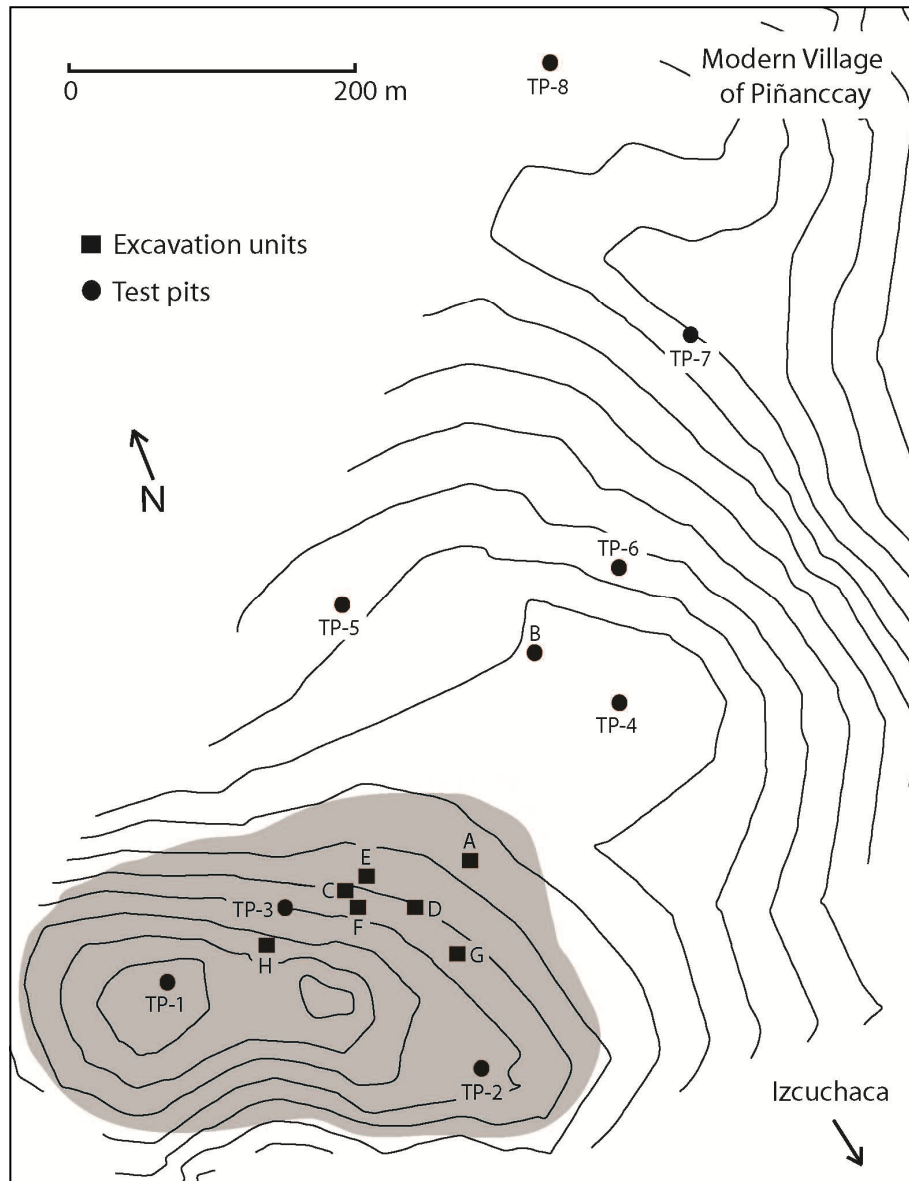 0 200 m
TP-8
Modern Village
of Piñanccay
Excavation units
Test pits
TP-7
N
TP-6
TP-5
B
TP-4
A
E
C
D
TP-3
F
G
H
TP-1
TP-2
Izcuchaca